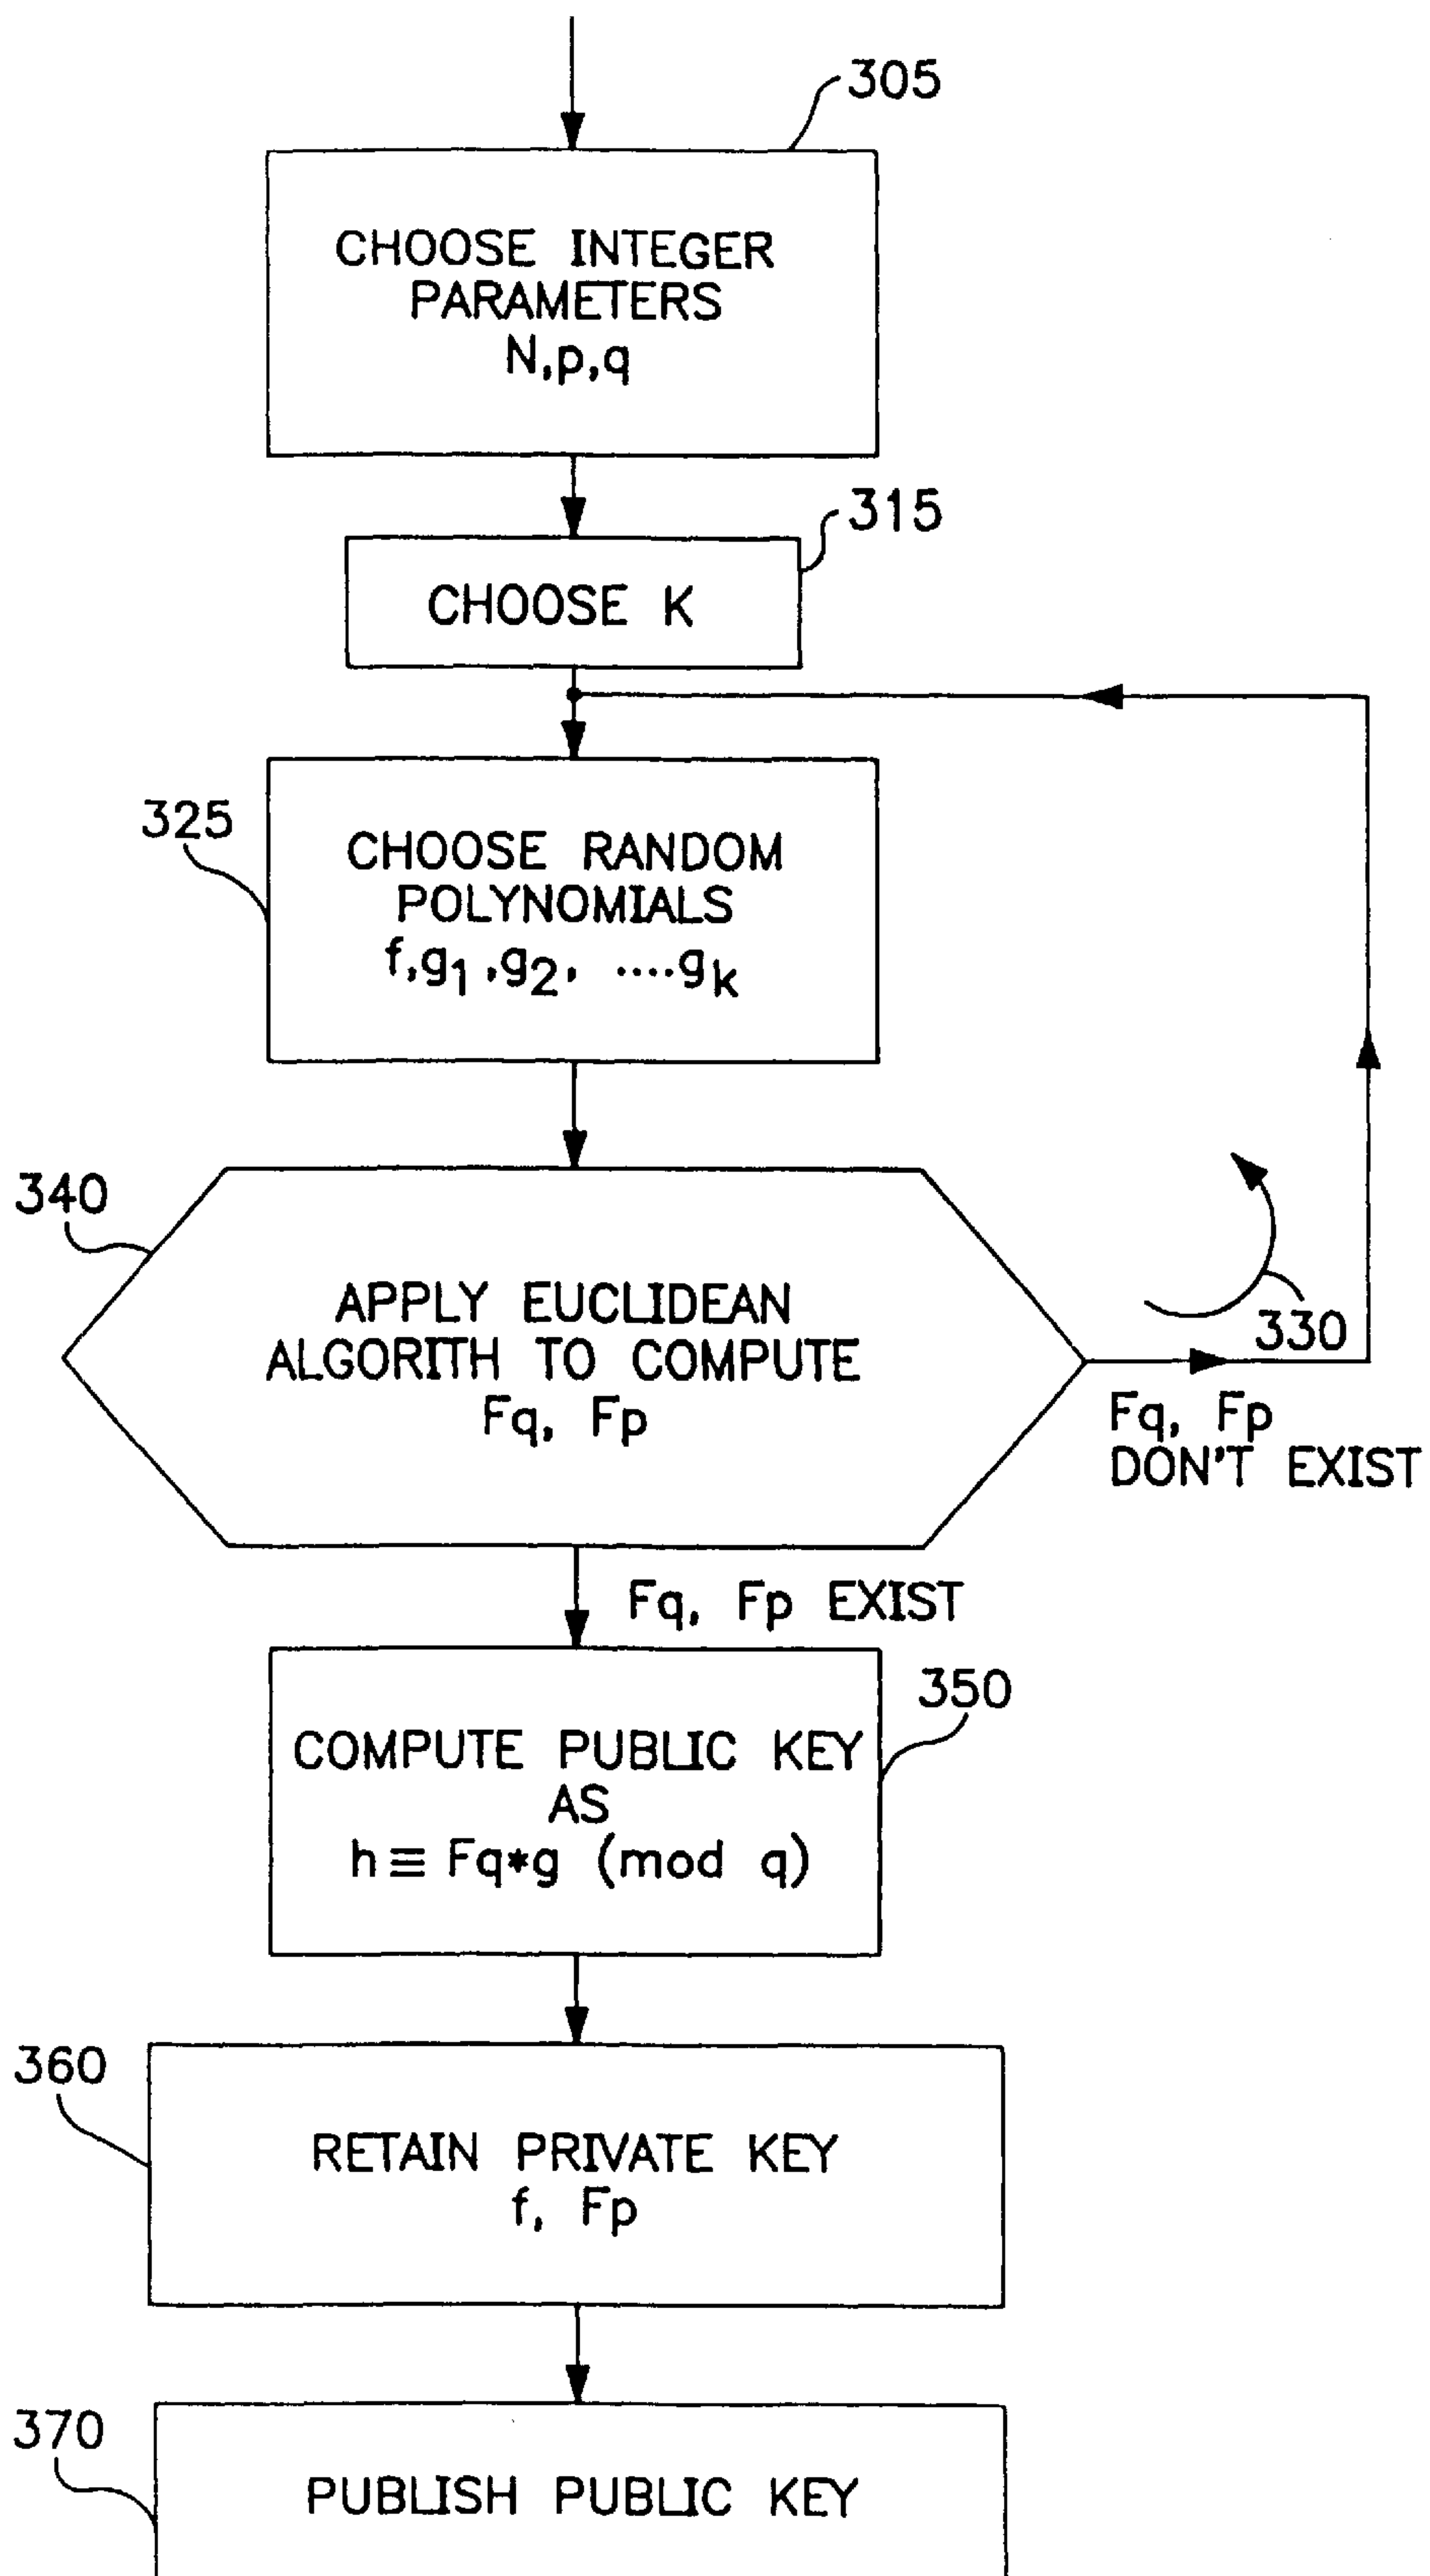 305
CHOOSE INTEGER
PARAMETERS
N,p,q
315
CHOOSE K
325
CHOOSE RANDOM
POLYNOMIALS
f,g1,g2, ....gk
340
APPLY EUCLIDEAN
ALGORITH TO COMPUTE
Fq, Fp
330
Fq, Fp
DON'T EXIST
Fq, Fp EXIST
350
COMPUTE PUBLIC KEY
AS
h≡ Fq*g (mod q)
360
RETAIN PRIVATE KEY
f, Fp
370
PUBLISH PUBLIC KEY